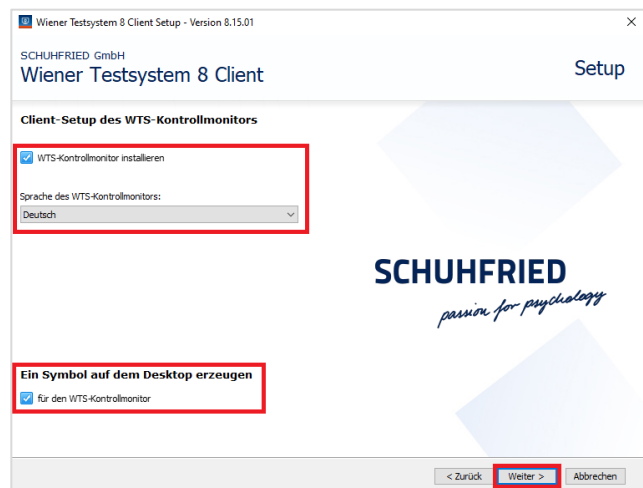 Wiener Testsystem 8 Client Setup - Version 8.15.01
SCHUHFRIED GmbH
Wiener Testsystem 8 Client
Setup
Client-Setup des WTS-Kontrollmonitors
WTS-Kontrollmonitor installieren
Sprache des WTS-Kontrollmonitors:
Deutsch
SCHUHFRIED
passion for psychology
Ein Symbol auf dem Desktop erzeugen
für den WTS-Kontrollmonitor
< Zurück Weiter > Abbrechen